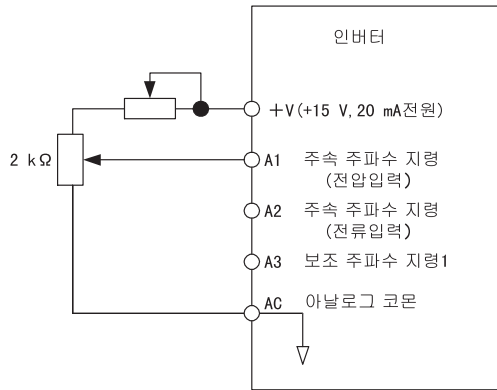 인버터
+V (+15 V, 20 mA전원)
2 kΩ
A1 주속 주파수 지령
(전압입력)
A2 주속 주파수 지령
(전류입력)
A3 보조 주파수 지령1
AC 아날로그 코몬